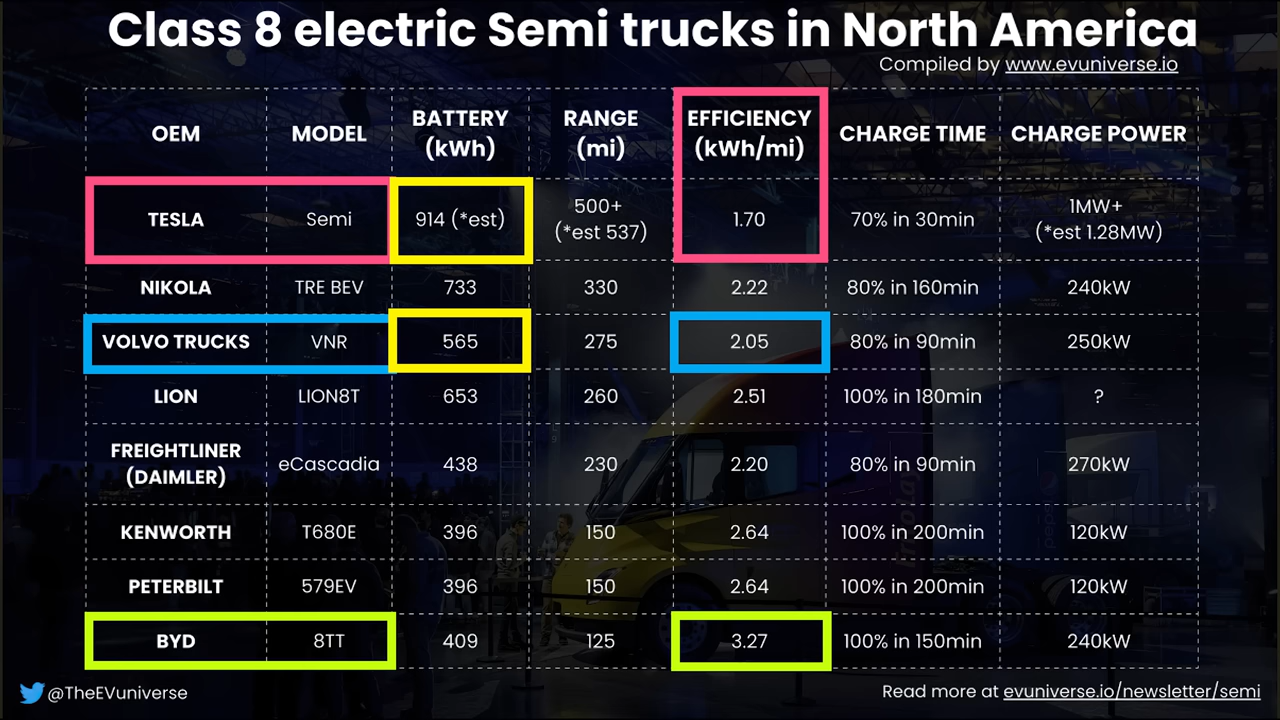 Class 8 electric Semi trucks in North America
Compiled by www.evuniverse.io
OEM MODEL BATTERY (kWh) RANGE (mi) EFFICIENCY (kWh/mi) CHARGE TIME CHARGE POWER
TESLA Semi 914 (*est) 500+ (*est 537) 1.70 70% in 30min 1MW+ (*est 1.28MW)
NIKOLA TRE BEV 733 330 2.22 80% in 160min 240kW
VOLVO TRUCKS VNR 565 275 2.05 80% in 90min 250kW
LION LION8T 653 260 2.51 100% in 180min ?
FREIGHTLINER (DAIMLER) eCascadia 438 230 2.20 80% in 90min 270kW
KENWORTH T680E 396 150 2.64 100% in 200min 120kW
PETERBILT 579EV 396 150 2.64 100% in 200min 120kW
BYD 8TT 409 125 3.27 100% in 150min 240kW
@TheEVuniverse
Read more at evuniverse.io/newsletter/semi